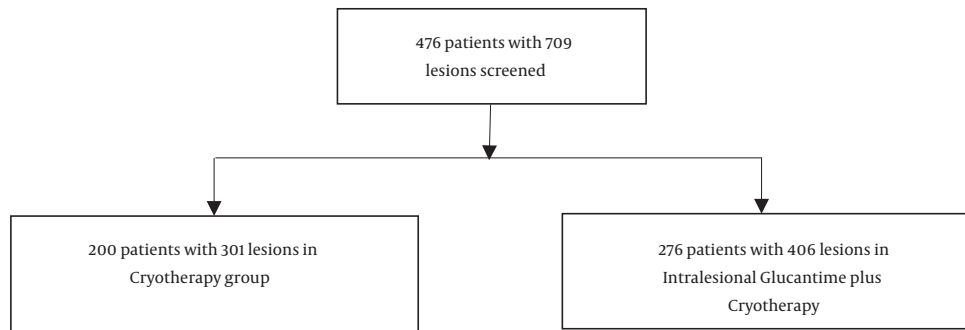 476 patients with 709
lesions screened
200 patients with 301 lesions in
Cryotherapy group
276 patients with 406 lesions in
Intralesional Glucantime plus
Cryotherapy